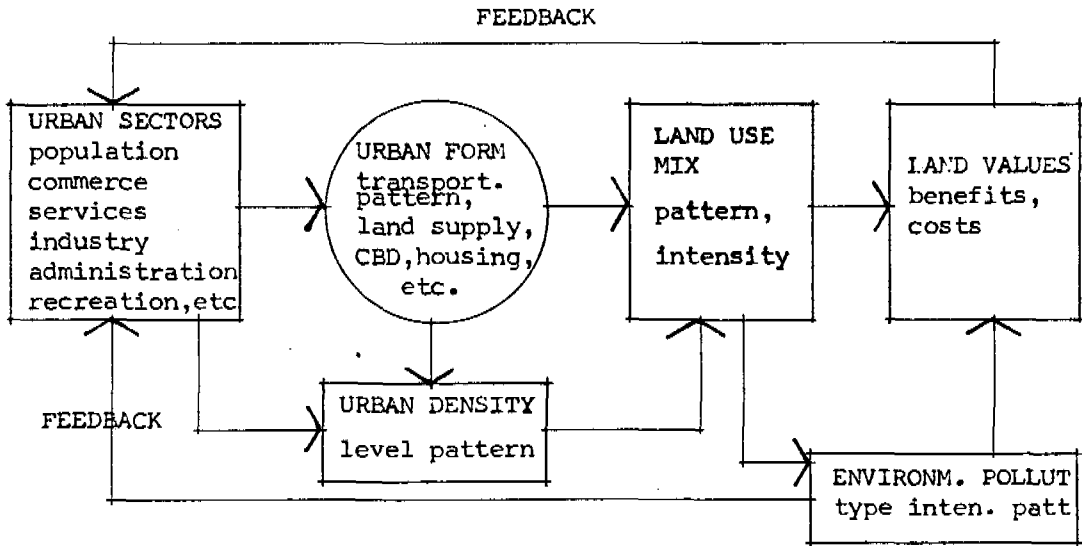 FEEDBACK
URBAN SECTORS
population
commerce
services
industry
administration
recreation,etc
URBAN FORM
transport.
pattern,
land supply,
CBD,housing,
etc.
LAND USE
MIX
pattern,
intensity
LAND VALUES
benefits,
costs
FEEDBACK
URBAN DENSITY
level pattern
ENVIRONM. POLLUT
type inten. patt